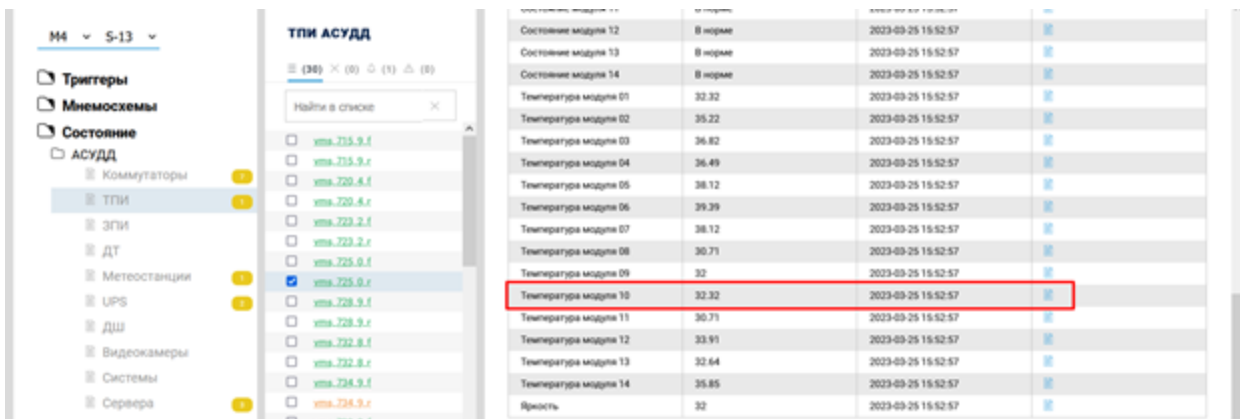 M4 S-13
Триггеры
Мнемосхемы
Состояние
АСУДД
Коммутаторы
ТПИ
ЗПИ
ДТ
Метеостанции
UPS
ДШ
Видеокамеры
Системы
Сервера
ТПИ АСУДД
(30) (0) (1) (0)
Найти в списке
vms.715.9.f
vms.715.9.r
vms.720.4.f
vms.720.4.r
vms.723.2.f
vms.723.2.r
vms.725.0.f
vms.725.0.r
vms.728.9.f
vms.728.9.r
vms.732.8.f
vms.732.8.r
vms.734.9.f
vms.734.9.r
Состояние модуля 12 В норме 2023-03-25 15:52:57
Состояние модуля 13 В норме 2023-03-25 15:52:57
Состояние модуля 14 В норме 2023-03-25 15:52:57
Температура модуля 01 32.32 2023-03-25 15:52:57
Температура модуля 02 35.22 2023-03-25 15:52:57
Температура модуля 03 36.82 2023-03-25 15:52:57
Температура модуля 04 36.49 2023-03-25 15:52:57
Температура модуля 05 38.12 2023-03-25 15:52:57
Температура модуля 06 39.39 2023-03-25 15:52:57
Температура модуля 07 38.12 2023-03-25 15:52:57
Температура модуля 08 30.71 2023-03-25 15:52:57
Температура модуля 09 32 2023-03-25 15:52:57
Температура модуля 10 32.32 2023-03-25 15:52:57
Температура модуля 11 30.71 2023-03-25 15:52:57
Температура модуля 12 33.91 2023-03-25 15:52:57
Температура модуля 13 32.64 2023-03-25 15:52:57
Температура модуля 14 35.85 2023-03-25 15:52:57
Яркость 32 2023-03-25 15:52:57